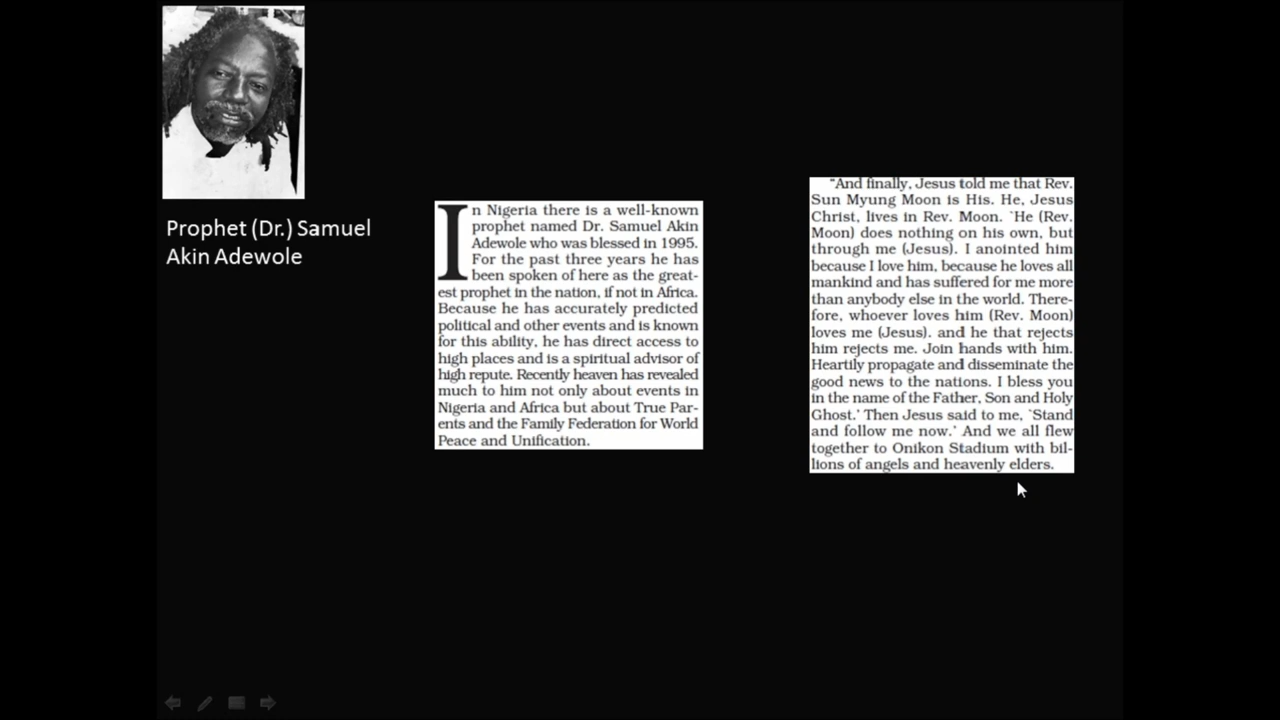 Prophet (Dr.) Samuel
Akin Adewole
In Nigeria there is a well-known
prophet named Dr. Samuel Akin
Adewole who was blessed in 1995.
For the past three years he has
been spoken of here as the great-
est prophet in the nation, if not in Africa.
Because he has accurately predicted
political and other events and is known
for this ability, he has direct access to
high places and is a spiritual advisor of
high repute. Recently heaven has revealed
much to him not only about events in
Nigeria and Africa but about True Par-
ents and the Family Federation for World
Peace and Unification.
"And finally, Jesus told me that Rev.
Sun Myung Moon is His. He, Jesus
Christ, lives in Rev. Moon. `He (Rev.
Moon) does nothing on his own, but
through me (Jesus). I anointed him
because I love him, because he loves all
mankind and has suffered for me more
than anybody else in the world. There-
fore, whoever loves him (Rev. Moon)
loves me (Jesus). and he that rejects
him rejects me. Join hands with him.
Heartily propagate and disseminate the
good news to the nations. I bless you
in the name of the Father, Son and Holy
Ghost.' Then Jesus said to me, `Stand
and follow me now.' And we all flew
together to Onikon Stadium with bil-
lions of angels and heavenly elders.